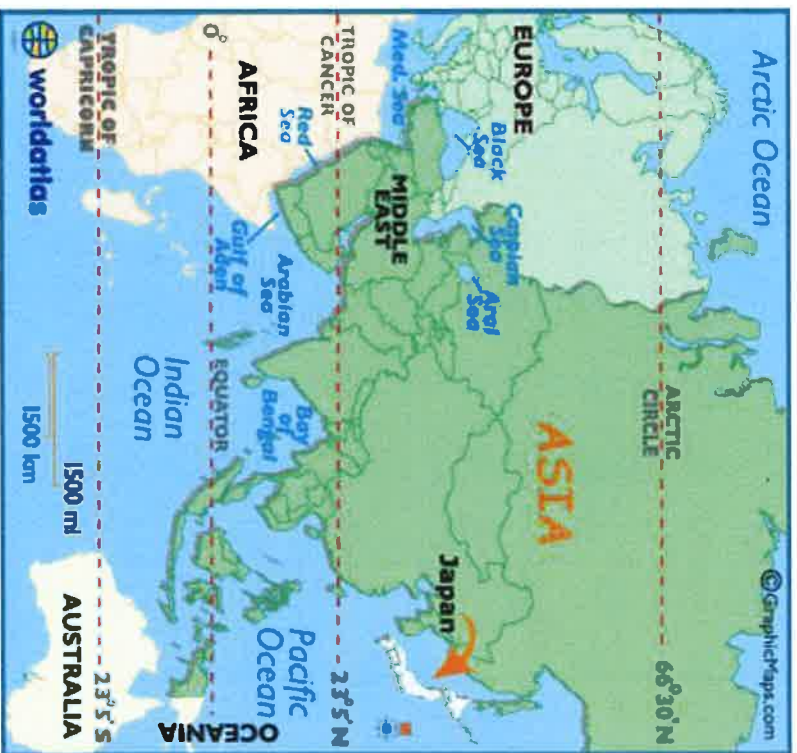 Arctic Ocean
©GraphicMaps.com
ARCTIC
CIRCLE
66°30'N
EUROPE
ASIA
Black
Sea
Caspian
Sea
Aral
Sea
Japan
Med. Sea
MIDDLE
EAST
TROPIC OF
CANCER
23°5'N
Red
Sea
Arabian
Sea
Bay
of
Bengal
Pacific
Ocean
AFRICA
Gulf of
Aden
0°
EQUATOR
OCEANIA
Indian
Ocean
TROPIC OF
CAPRICORN
23°5'S
1500 mi
1500 km
AUSTRALIA
worldatlas